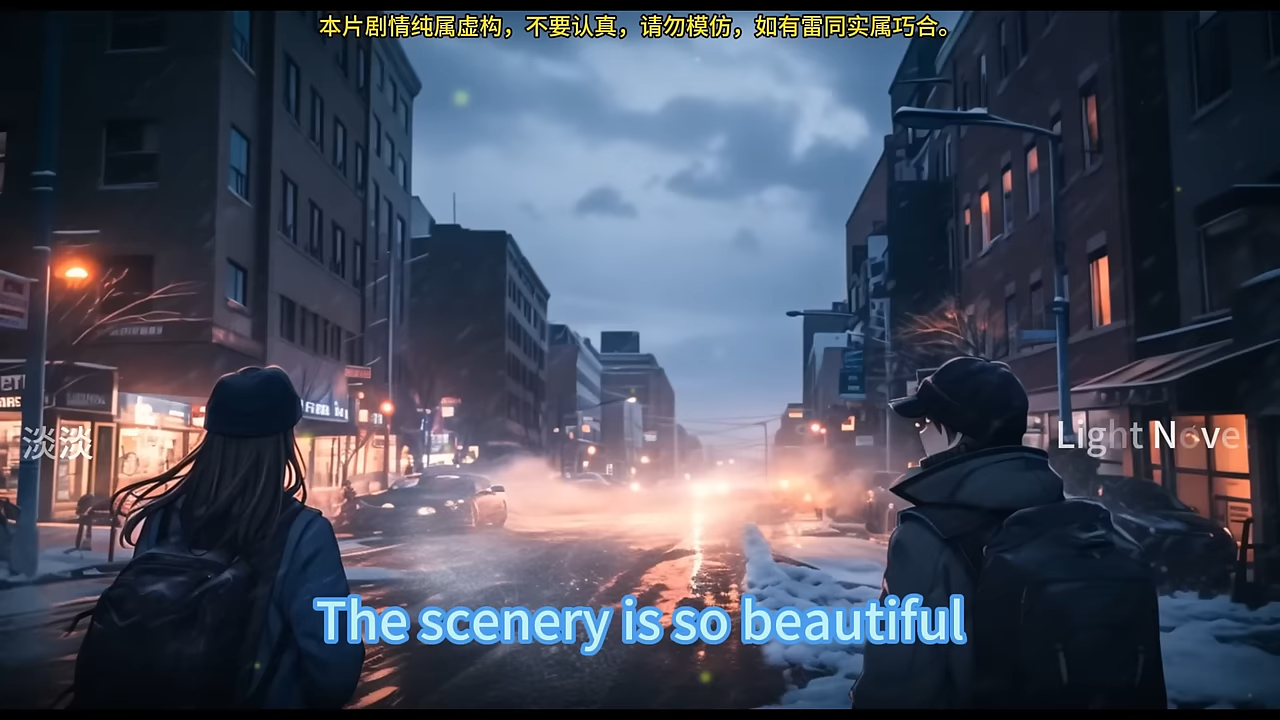 本片剧情纯属虚构，不要认真，请勿模仿，如有雷同实属巧合。
淡淡
Light Novel
The scenery is so beautiful